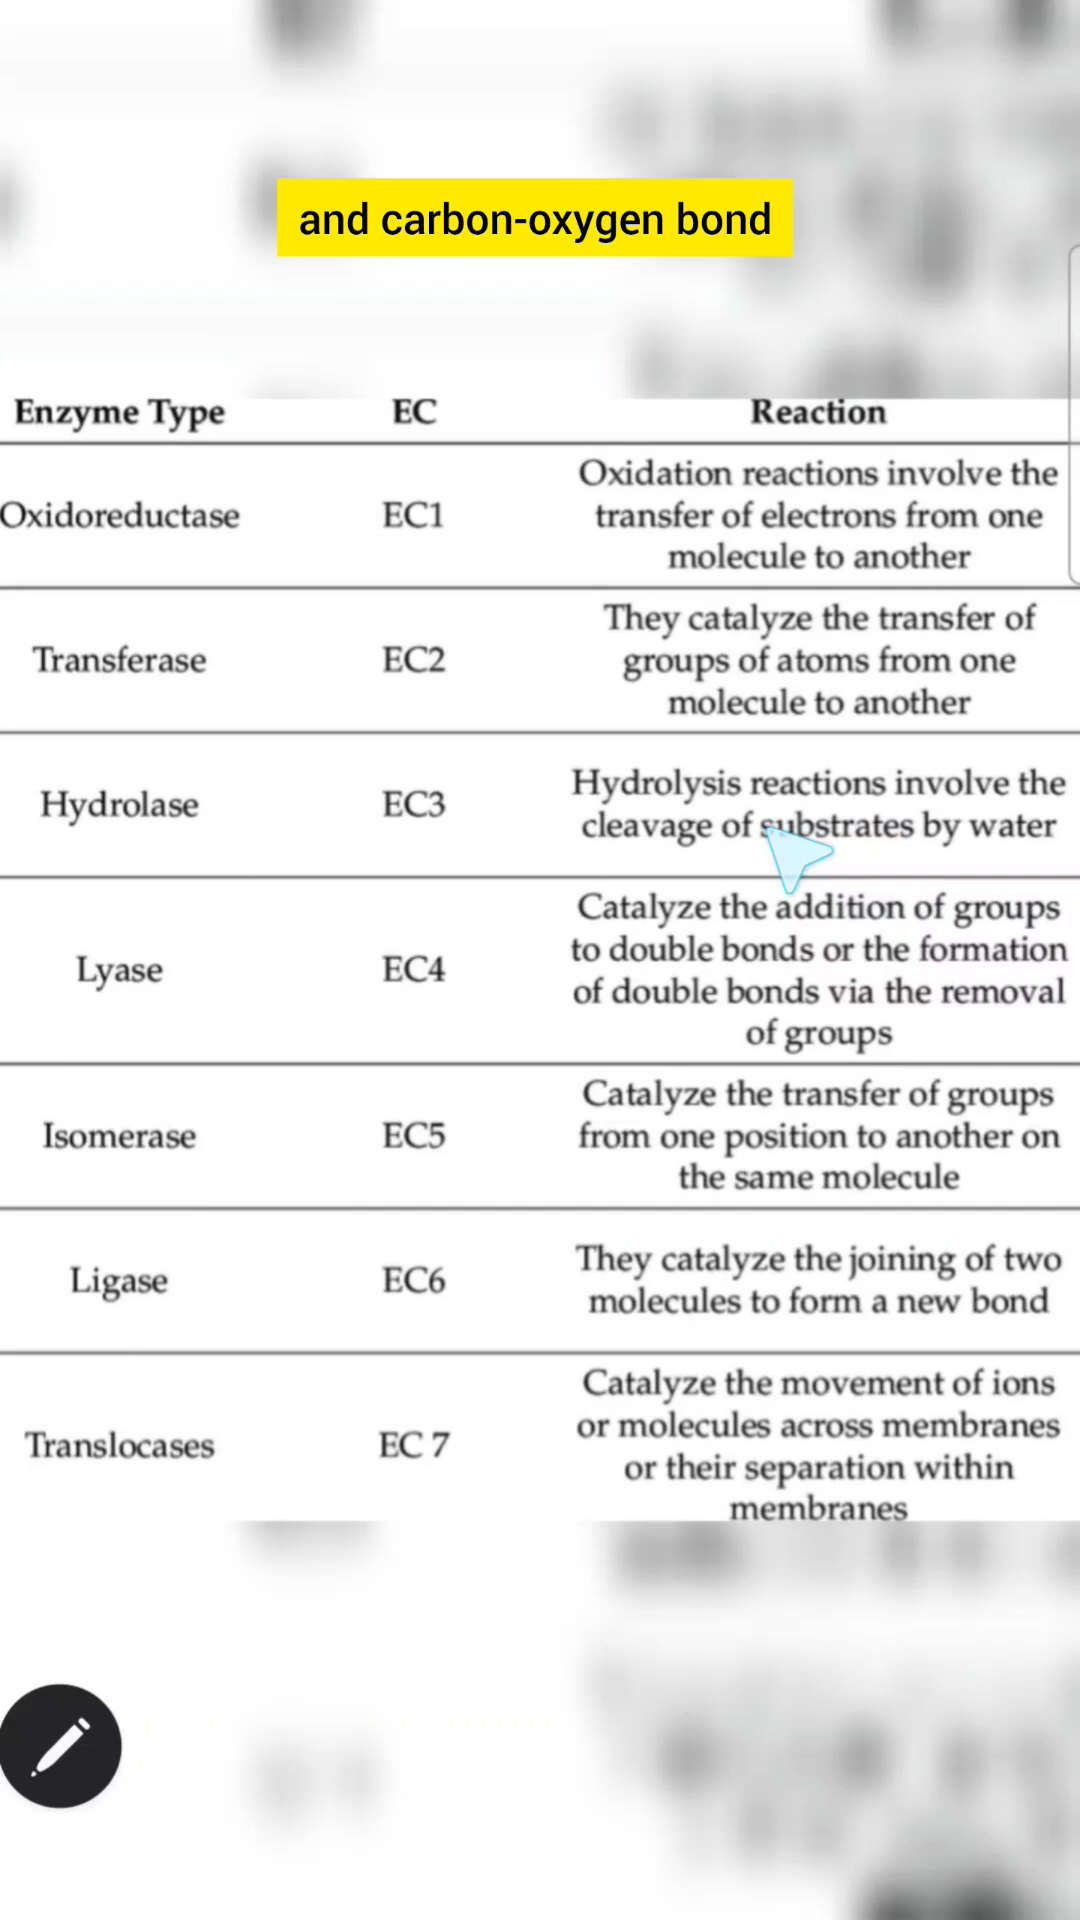 and carbon-oxygen bond
Enzyme Type EC Reaction
Oxidoreductase EC1 Oxidation reactions involve the
transfer of electrons from one
molecule to another
Transferase EC2 They catalyze the transfer of
groups of atoms from one
molecule to another
Hydrolase EC3 Hydrolysis reactions involve the
cleavage of substrates by water
Lyase EC4 Catalyze the addition of groups
to double bonds or the formation
of double bonds via the removal
of groups
Isomerase EC5 Catalyze the transfer of groups
from one position to another on
the same molecule
Ligase EC6 They catalyze the joining of two
molecules to form a new bond
Translocases EC 7 Catalyze the movement of ions
or molecules across membranes
or their separation within
membranes